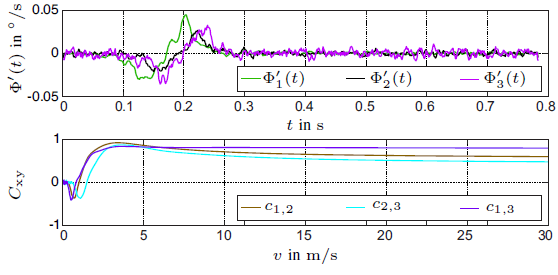 0.05
0
-0.05
Φ′(t) in °/s
Φ′₁(t) Φ′₂(t) Φ′₃(t)
0 0.1 0.2 0.3 0.4 0.5 0.6 0.7 0.8
t in s
1
0
-1
Cxy
c₁,₂ c₂,₃ c₁,₃
0 5 10 15 20 25 30
v in m/s